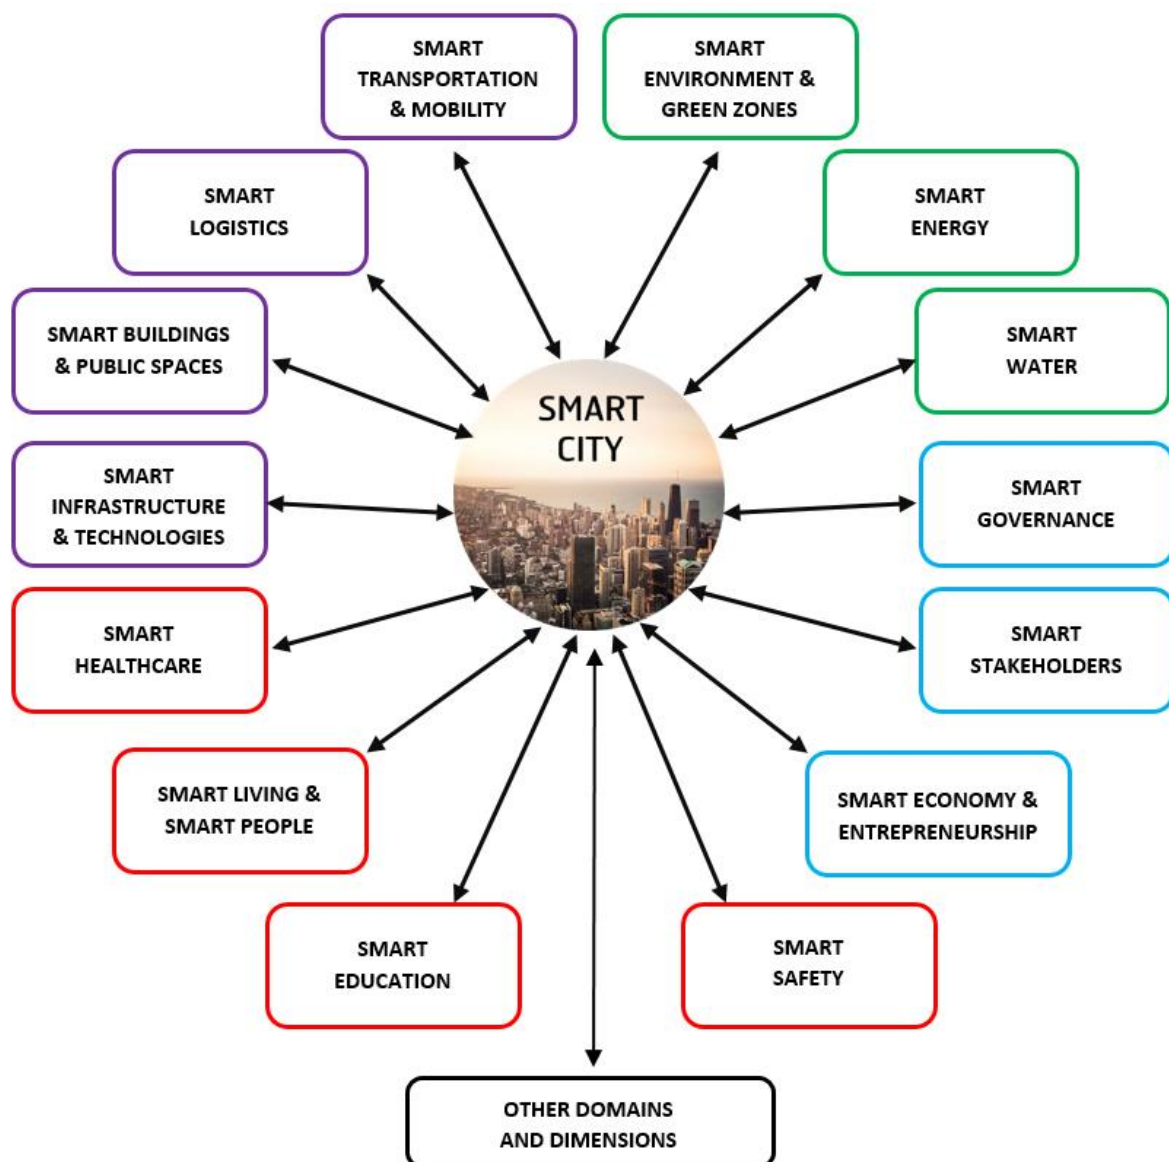 SMART
TRANSPORTATION
& MOBILITY
SMART
ENVIRONMENT &
GREEN ZONES
SMART
LOGISTICS
SMART
ENERGY
SMART BUILDINGS
& PUBLIC SPACES
SMART
WATER
SMART
CITY
SMART
INFRASTRUCTURE
& TECHNOLOGIES
SMART
GOVERNANCE
SMART
HEALTHCARE
SMART
STAKEHOLDERS
SMART LIVING &
SMART PEOPLE
SMART ECONOMY &
ENTREPRENEURSHIP
SMART
EDUCATION
SMART
SAFETY
OTHER DOMAINS
AND DIMENSIONS